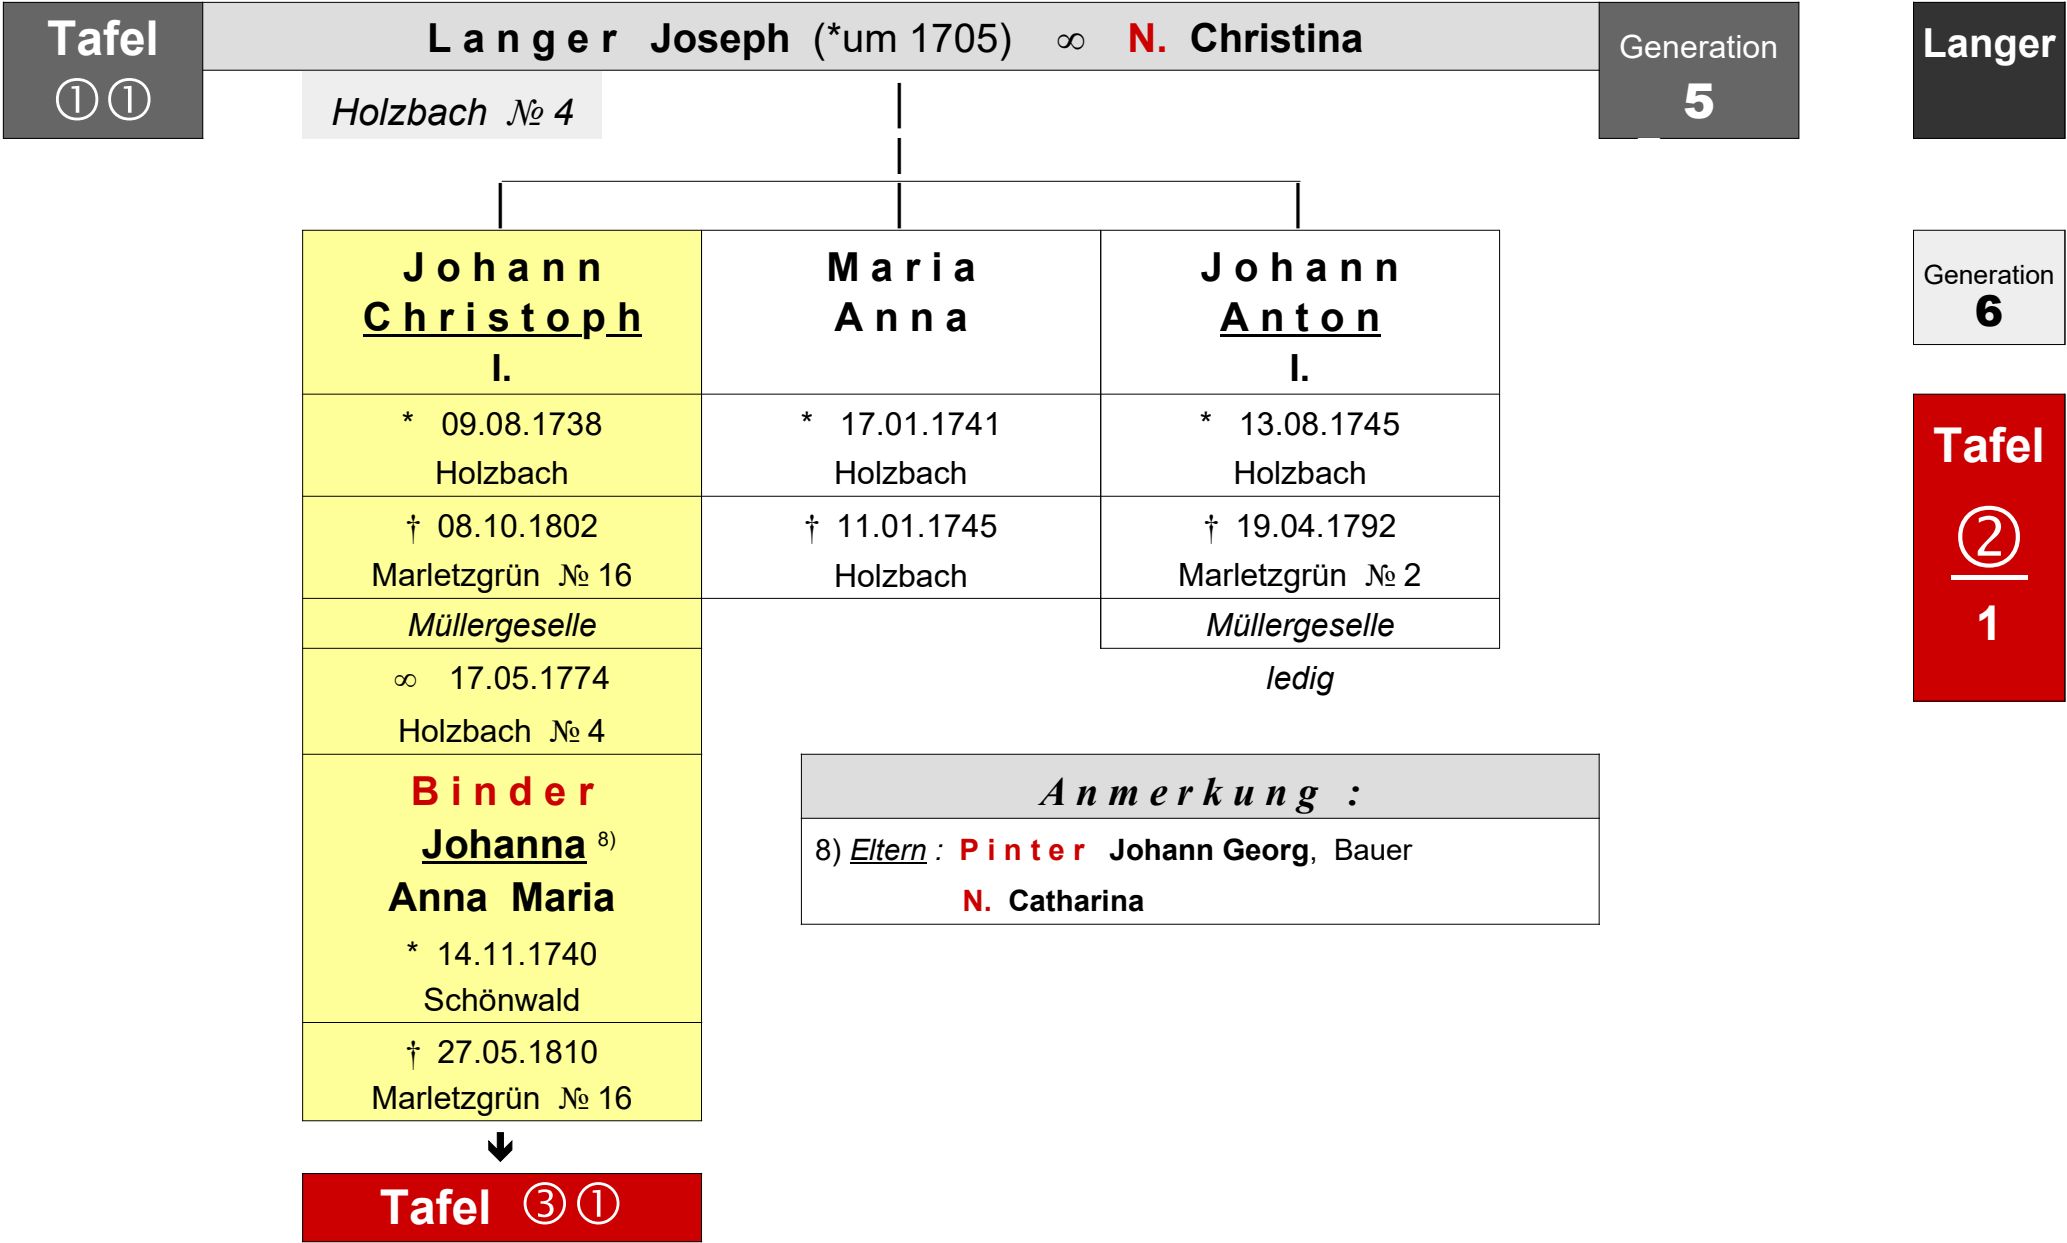 Tafel
①①
Langer Joseph (*um 1705) ∞ N. Christina
Holzbach № 4
Generation
5
Langer
Johann
Christoph
I.
Maria
Anna
Johann
Anton
I.
Generation
6
* 09.08.1738
Holzbach
* 17.01.1741
Holzbach
* 13.08.1745
Holzbach
† 08.10.1802
Marletzgrün № 16
† 11.01.1745
Holzbach
† 19.04.1792
Marletzgrün № 2
Müllergeselle
Müllergeselle
ledig
Tafel
②
1
∞ 17.05.1774
Holzbach № 4
Binder
Johanna 8)
Anna Maria
* 14.11.1740
Schönwald
† 27.05.1810
Marletzgrün № 16
Tafel ③①
Anmerkung :
8) Eltern : Pinter Johann Georg, Bauer
N. Catharina